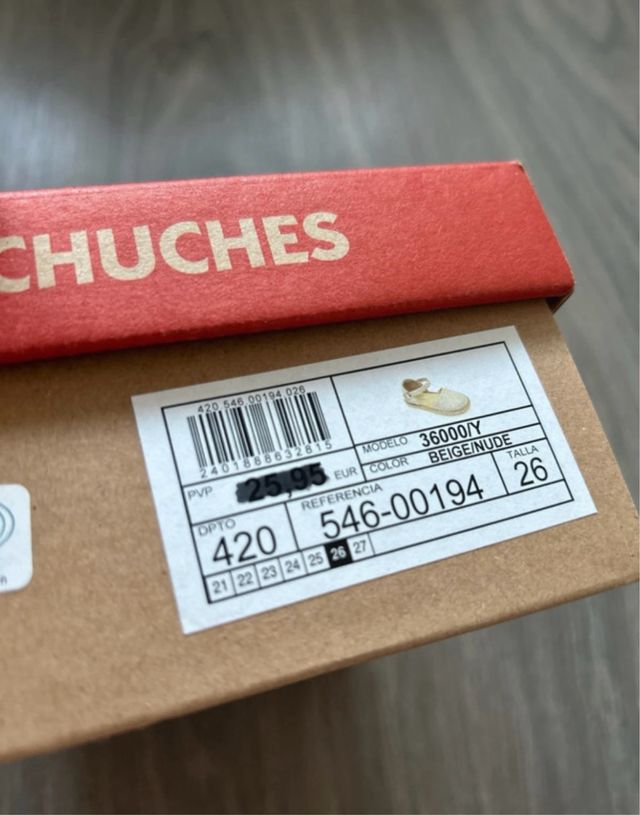 CHUCHES
420 546 00194 026
2401888632815
MODELO 36000/Y
COLOR BEIGE/NUDE
PVP 25,95 EUR
DPTO 420
REFERENCIA 546-00194
TALLA 26
21 22 23 24 25 26 27